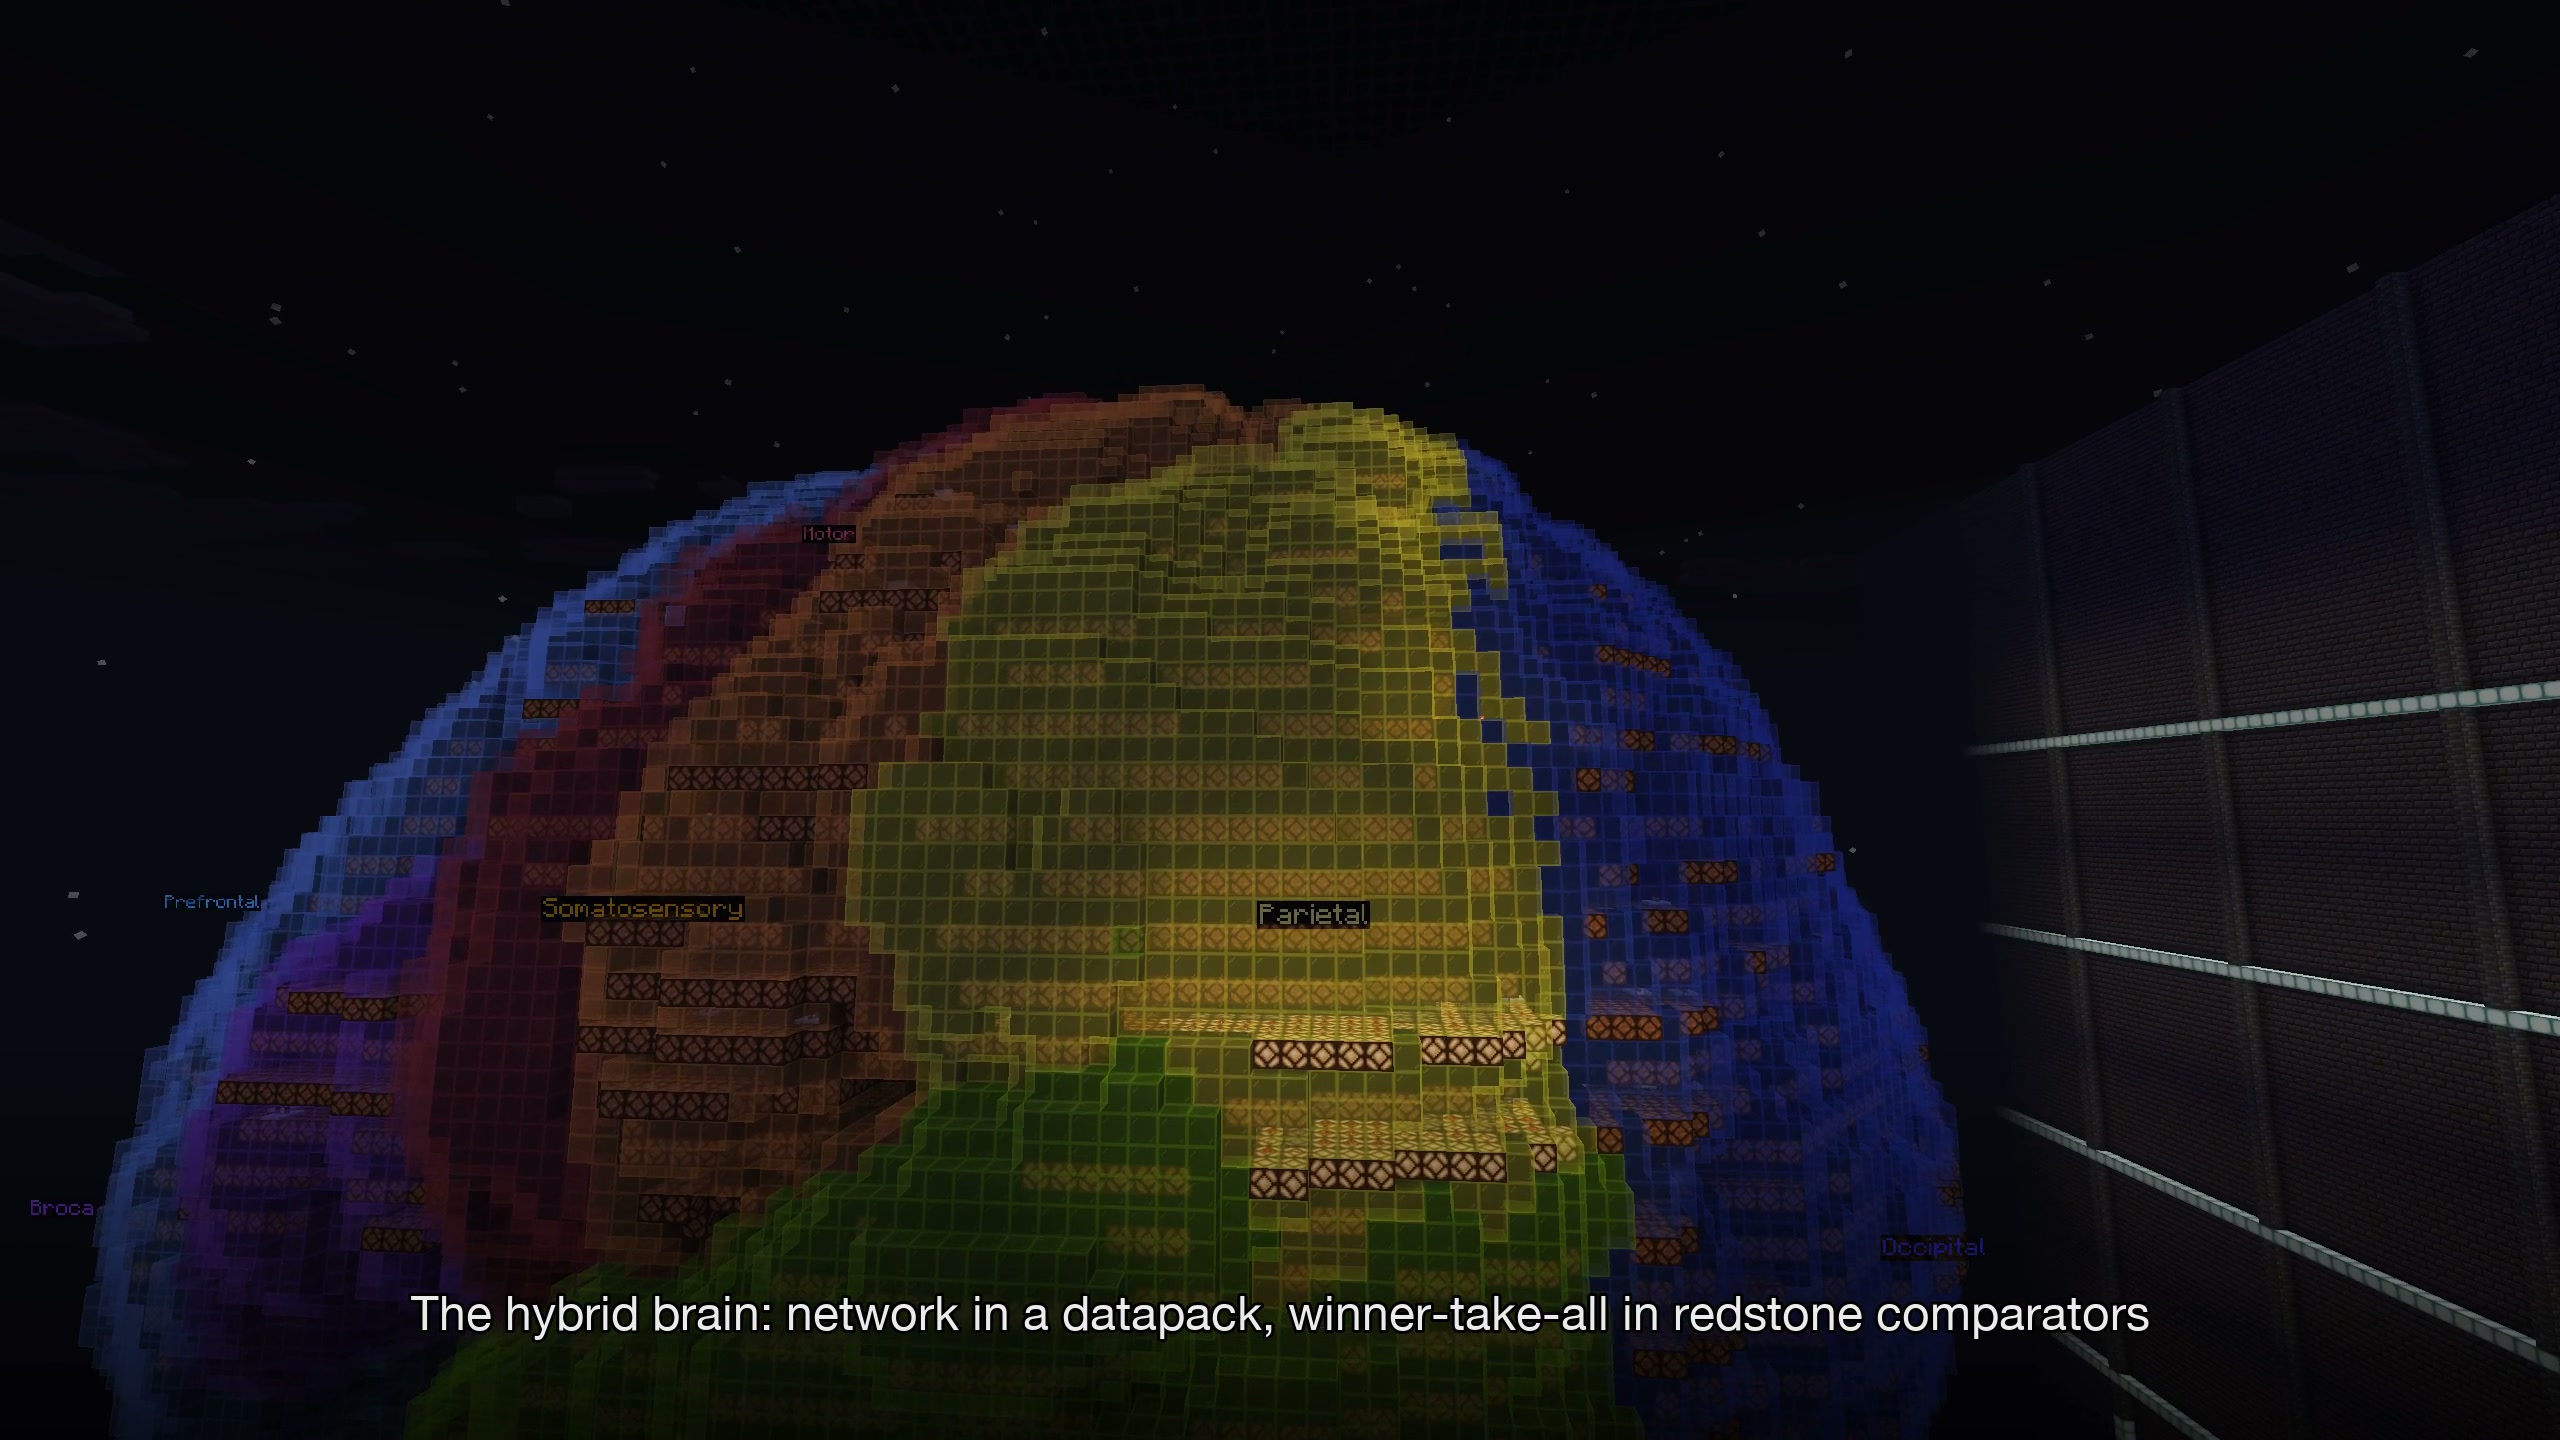 Motor
Prefrontal
Somatosensory
Parietal
Broca
Occipital
The hybrid brain: network in a datapack, winner-take-all in redstone comparators